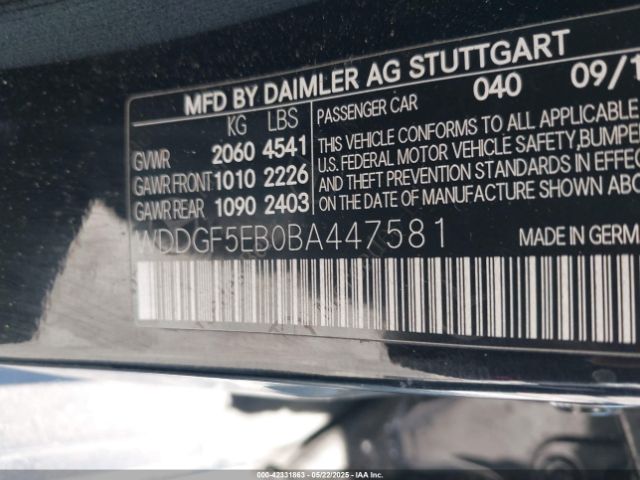 MFD BY DAIMLER AG STUTTGART
KG LBS
GVWR 2060 4541
GAWR FRONT 1010 2226
GAWR REAR 1090 2403
PASSENGER CAR 040 09/1
THIS VEHICLE CONFORMS TO ALL APPLICABLE
U.S. FEDERAL MOTOR VEHICLE SAFETY, BUMPE
AND THEFT PREVENTION STANDARDS IN EFFE
ON THE DATE OF MANUFACTURE SHOWN ABO
WDDGF5EB0BA447581
MADE IN GERM
000-42331863 - 05/22/2025 - IAA Inc.